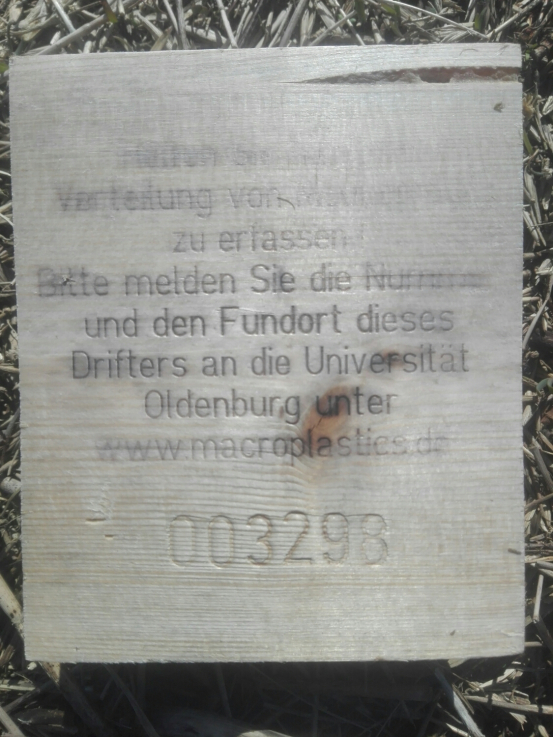 Verteilung von
zu erfassen!
Bitte melden Sie die Nummer
und den Fundort dieses
Drifters an die Universität
Oldenburg unter
www.macroplastics.de
003298